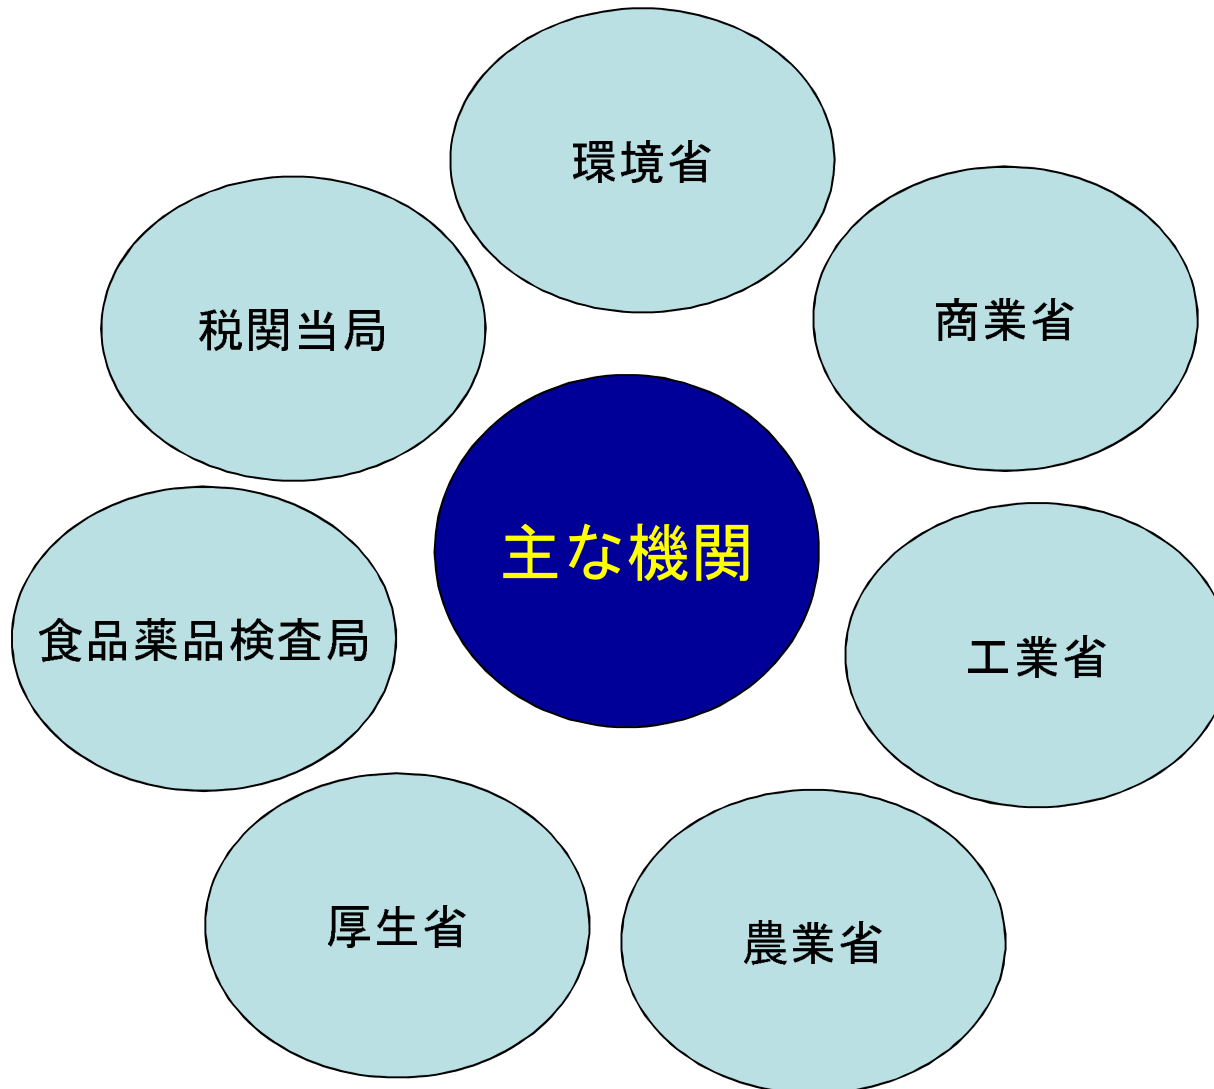 環境省
税関当局
商業省
主な機関
食品薬品検査局
工業省
厚生省
農業省